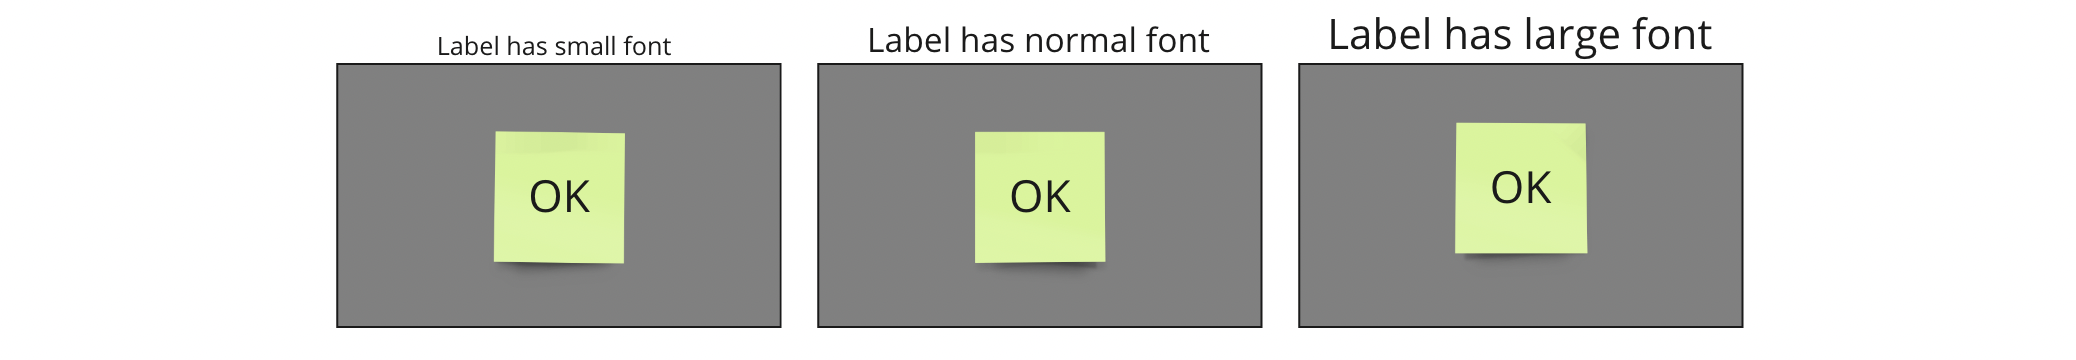 Label has small font
Label has normal font
Label has large font
OK
OK
OK